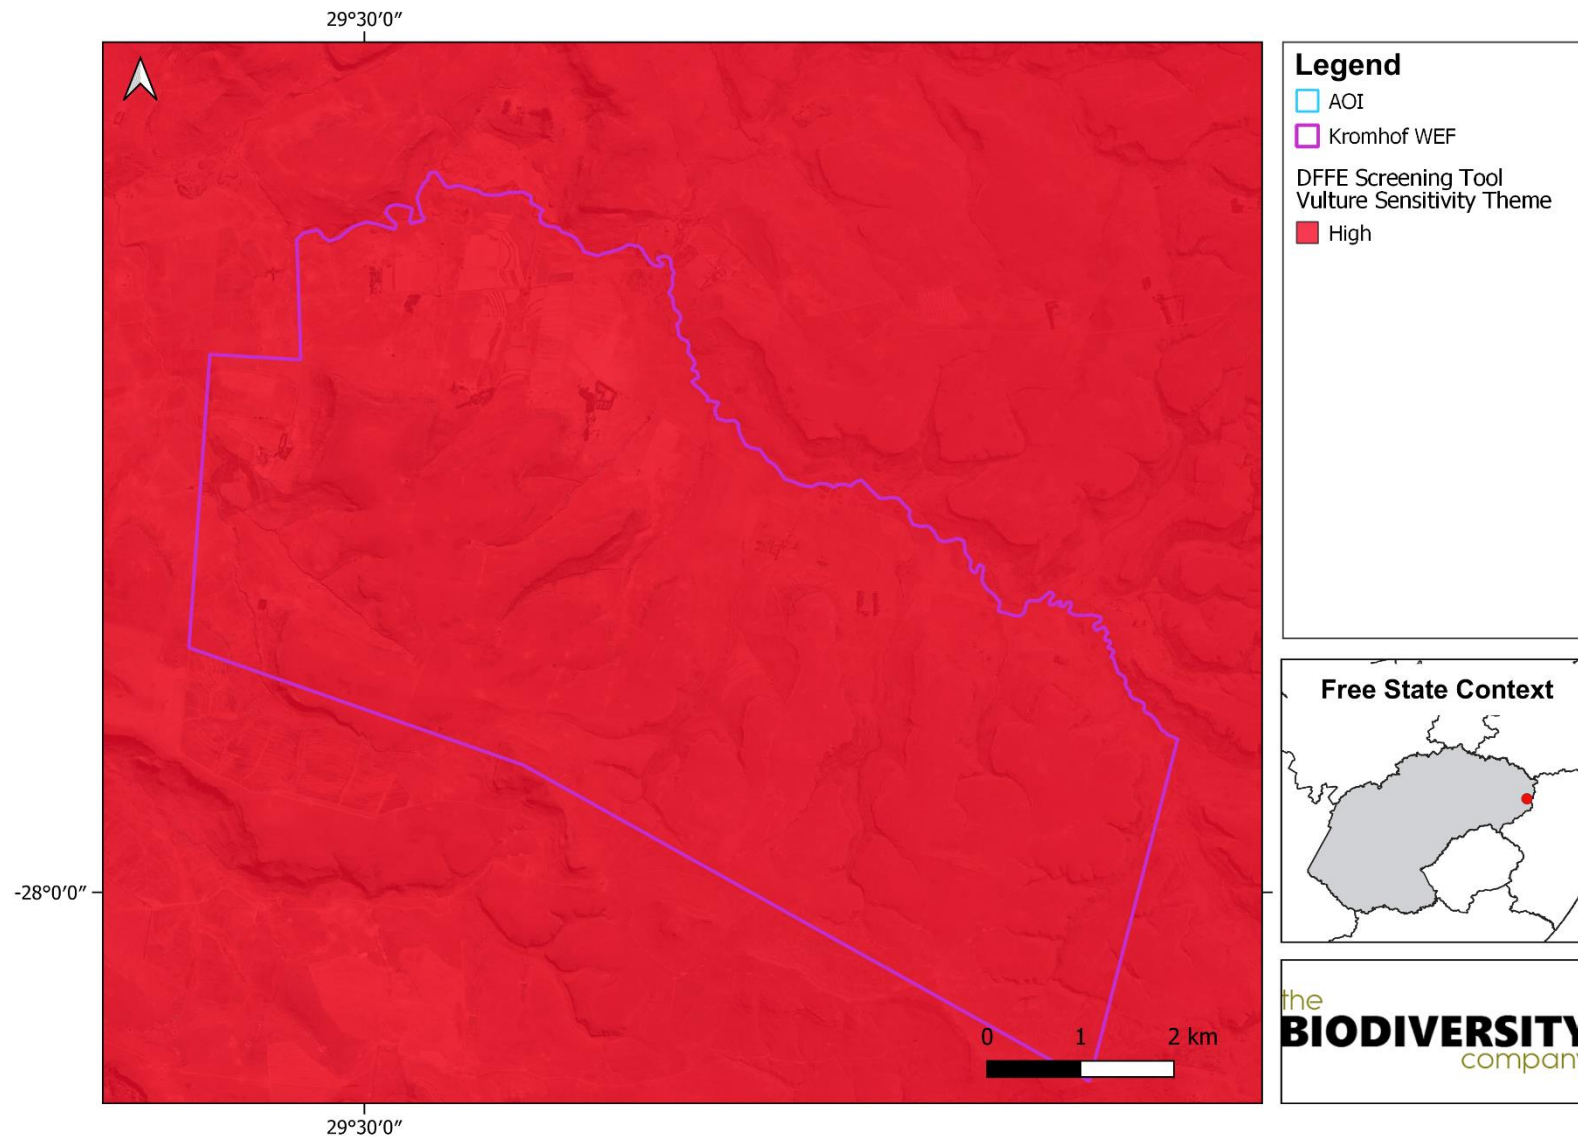 29°30′0″
Legend
AOI
Kromhof WEF
DFFE Screening Tool
Vulture Sensitivity Theme
High
Free State Context
-28°0′0″
0 1 2 km
29°30′0″
the
BIODIVERSITY
company